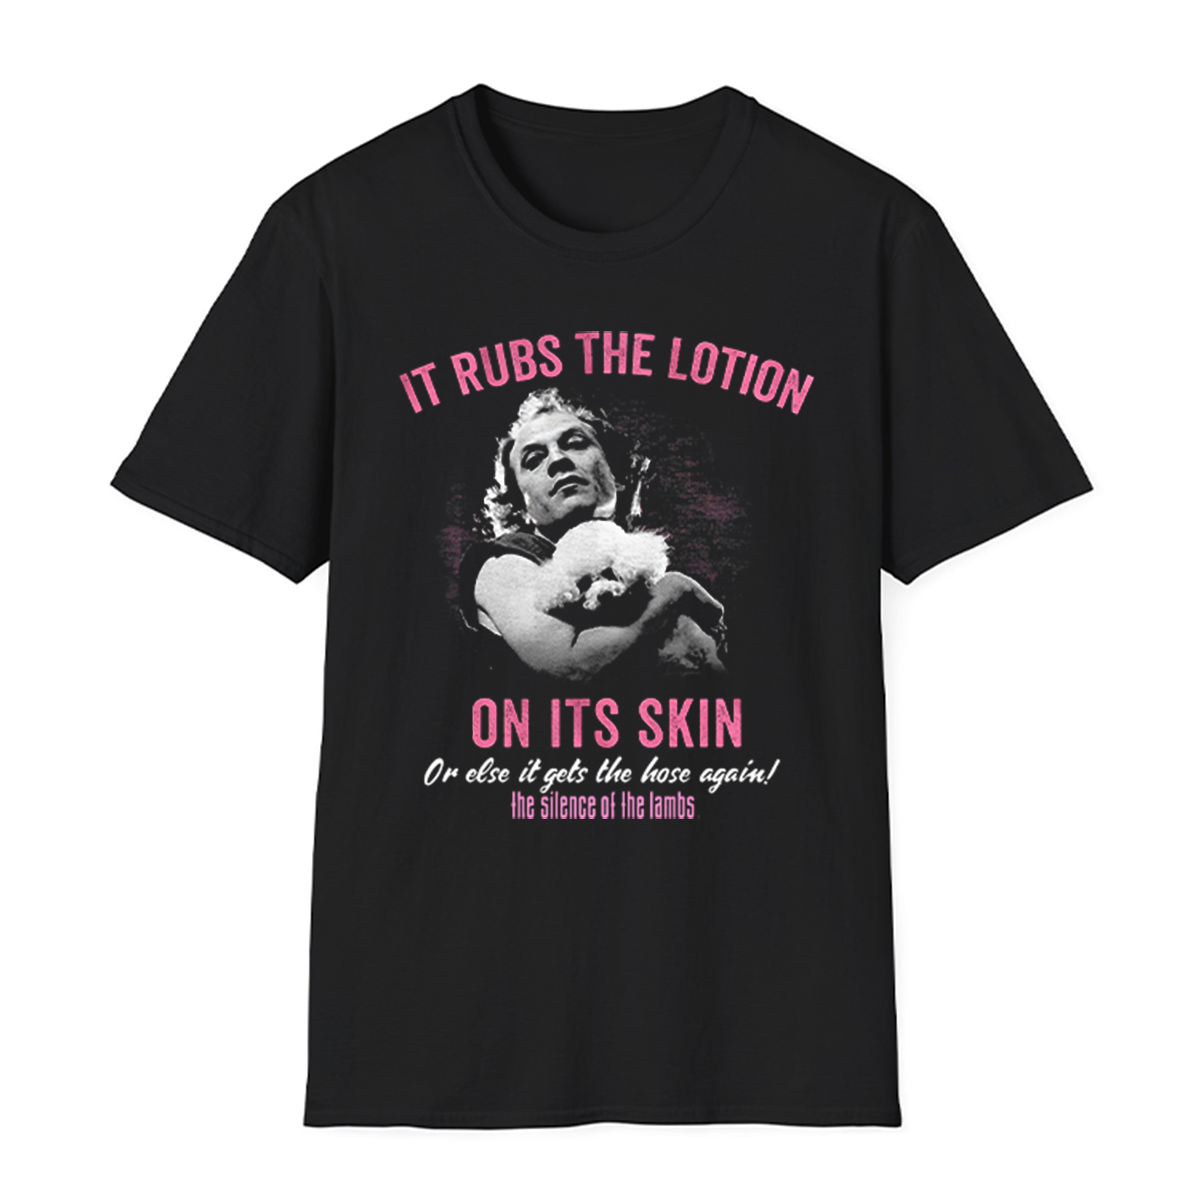 IT RUBS THE LOTION
ON ITS SKIN
Or else it gets the hose again!
the silence of the lambs